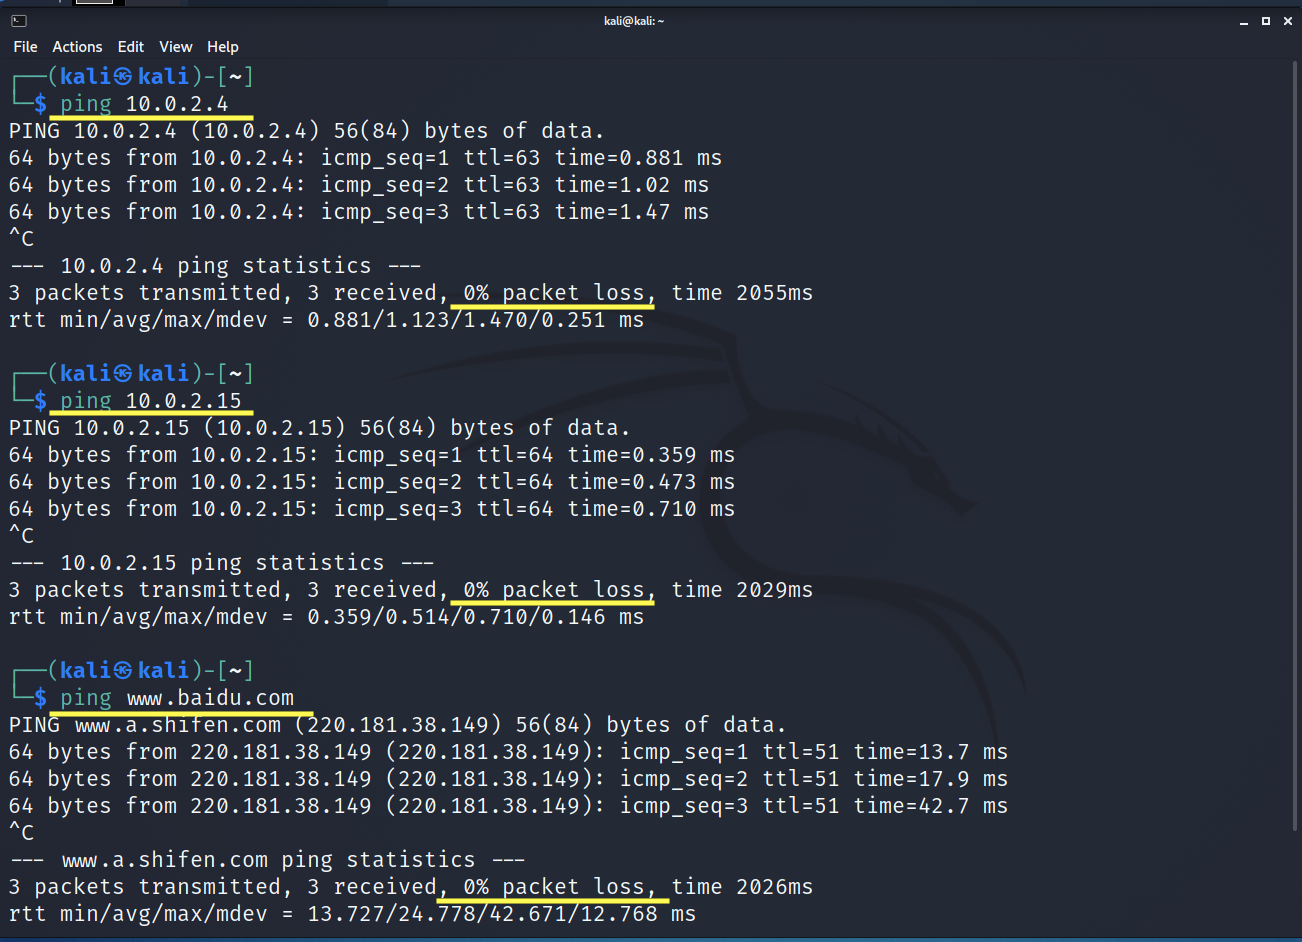 kali@kali: ~
File Actions Edit View Help
┌──(kali㉿kali)-[~]
└─$ ping 10.0.2.4
PING 10.0.2.4 (10.0.2.4) 56(84) bytes of data.
64 bytes from 10.0.2.4: icmp_seq=1 ttl=63 time=0.881 ms
64 bytes from 10.0.2.4: icmp_seq=2 ttl=63 time=1.02 ms
64 bytes from 10.0.2.4: icmp_seq=3 ttl=63 time=1.47 ms
^C
--- 10.0.2.4 ping statistics ---
3 packets transmitted, 3 received, 0% packet loss, time 2055ms
rtt min/avg/max/mdev = 0.881/1.123/1.470/0.251 ms
┌──(kali㉿kali)-[~]
└─$ ping 10.0.2.15
PING 10.0.2.15 (10.0.2.15) 56(84) bytes of data.
64 bytes from 10.0.2.15: icmp_seq=1 ttl=64 time=0.359 ms
64 bytes from 10.0.2.15: icmp_seq=2 ttl=64 time=0.473 ms
64 bytes from 10.0.2.15: icmp_seq=3 ttl=64 time=0.710 ms
^C
--- 10.0.2.15 ping statistics ---
3 packets transmitted, 3 received, 0% packet loss, time 2029ms
rtt min/avg/max/mdev = 0.359/0.514/0.710/0.146 ms
┌──(kali㉿kali)-[~]
└─$ ping www.baidu.com
PING www.a.shifen.com (220.181.38.149) 56(84) bytes of data.
64 bytes from 220.181.38.149 (220.181.38.149): icmp_seq=1 ttl=51 time=13.7 ms
64 bytes from 220.181.38.149 (220.181.38.149): icmp_seq=2 ttl=51 time=17.9 ms
64 bytes from 220.181.38.149 (220.181.38.149): icmp_seq=3 ttl=51 time=42.7 ms
^C
--- www.a.shifen.com ping statistics ---
3 packets transmitted, 3 received, 0% packet loss, time 2026ms
rtt min/avg/max/mdev = 13.727/24.778/42.671/12.768 ms